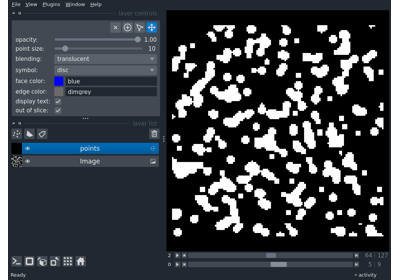 File View Plugins Window Help
layer controls
opacity: 1.00
point size: 10
blending: translucent
symbol: disc
face color: blue
edge color: dimgrey
display text:
out of slice:
layer list
points
Image
2 64 127
0 5 9
Ready activity